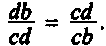 db/cd = cd/cb.